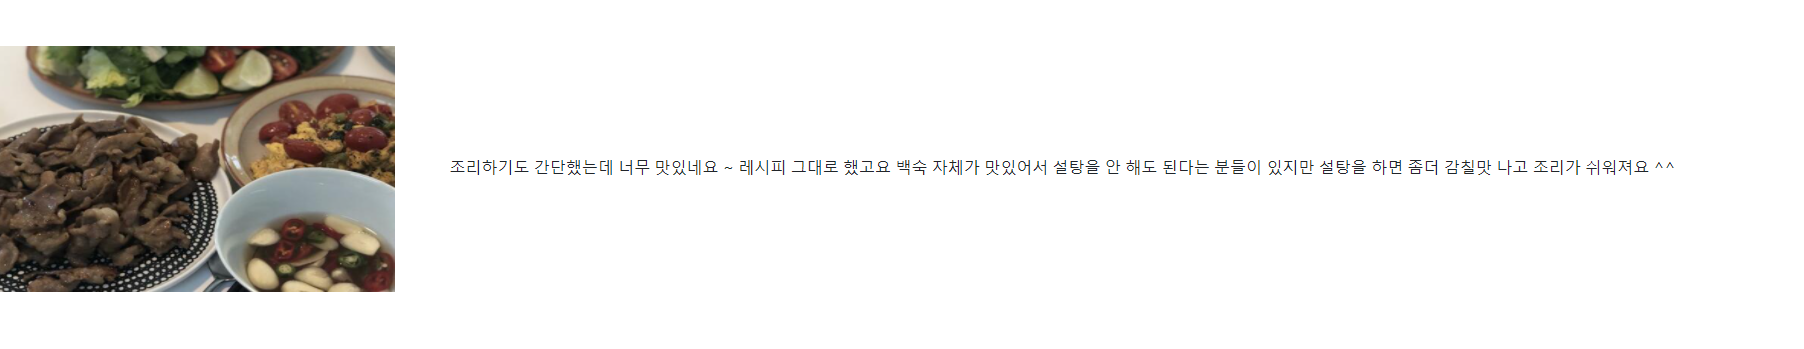 조리하기도 간단했는데 너무 맛있네요 ~ 레시피 그대로 했고요 백숙 자체가 맛있어서 설탕을 안 해도 된다는 분들이 있지만 설탕을 하면 좀더 감칠맛 나고 조리가 쉬워져요 ^^